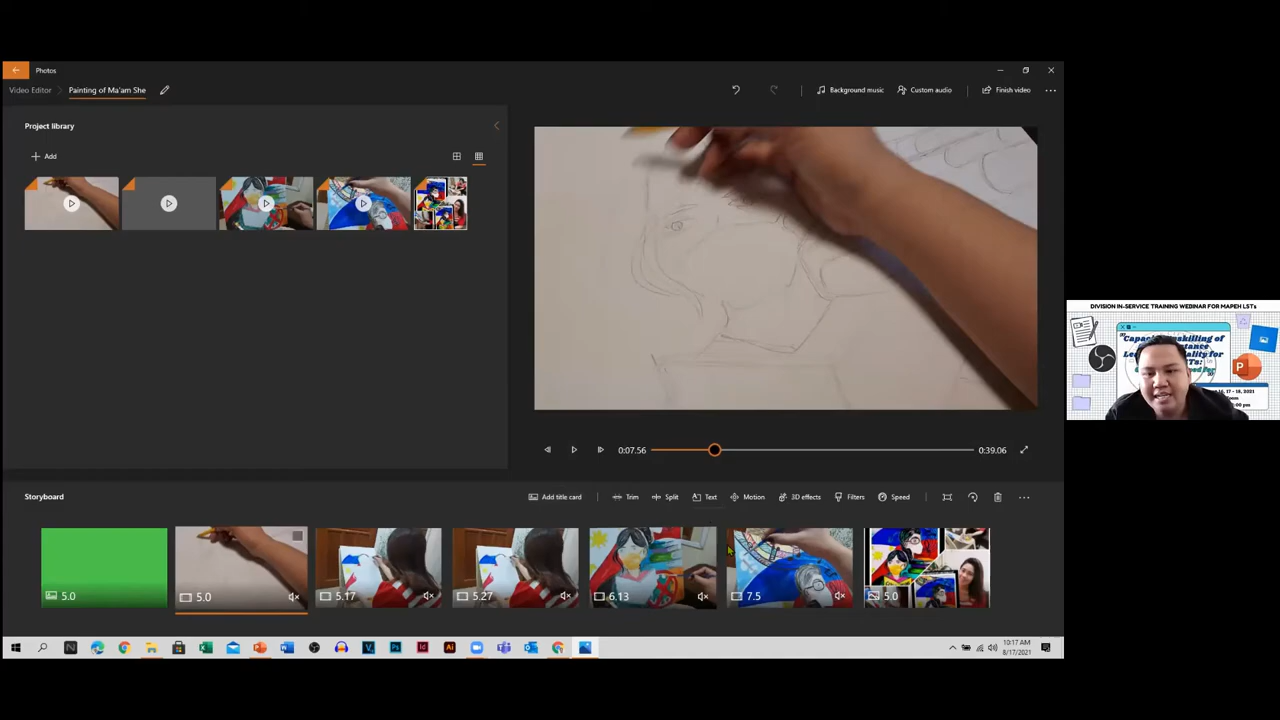 Photos
Video Editor
Painting of Ma'am She
Background music
Custom audio
Finish video
Project library
Add
0:07.56
0:39.06
Storyboard
Add title card
Trim
Split
Text
Motion
3D effects
Filters
Speed
5.0
5.0
5.17
5.27
6.13
7.5
5.0
10:17 AM
8/17/2021
DIVISION IN-SERVICE TRAINING WEBINAR FOR MAPEH LSTs